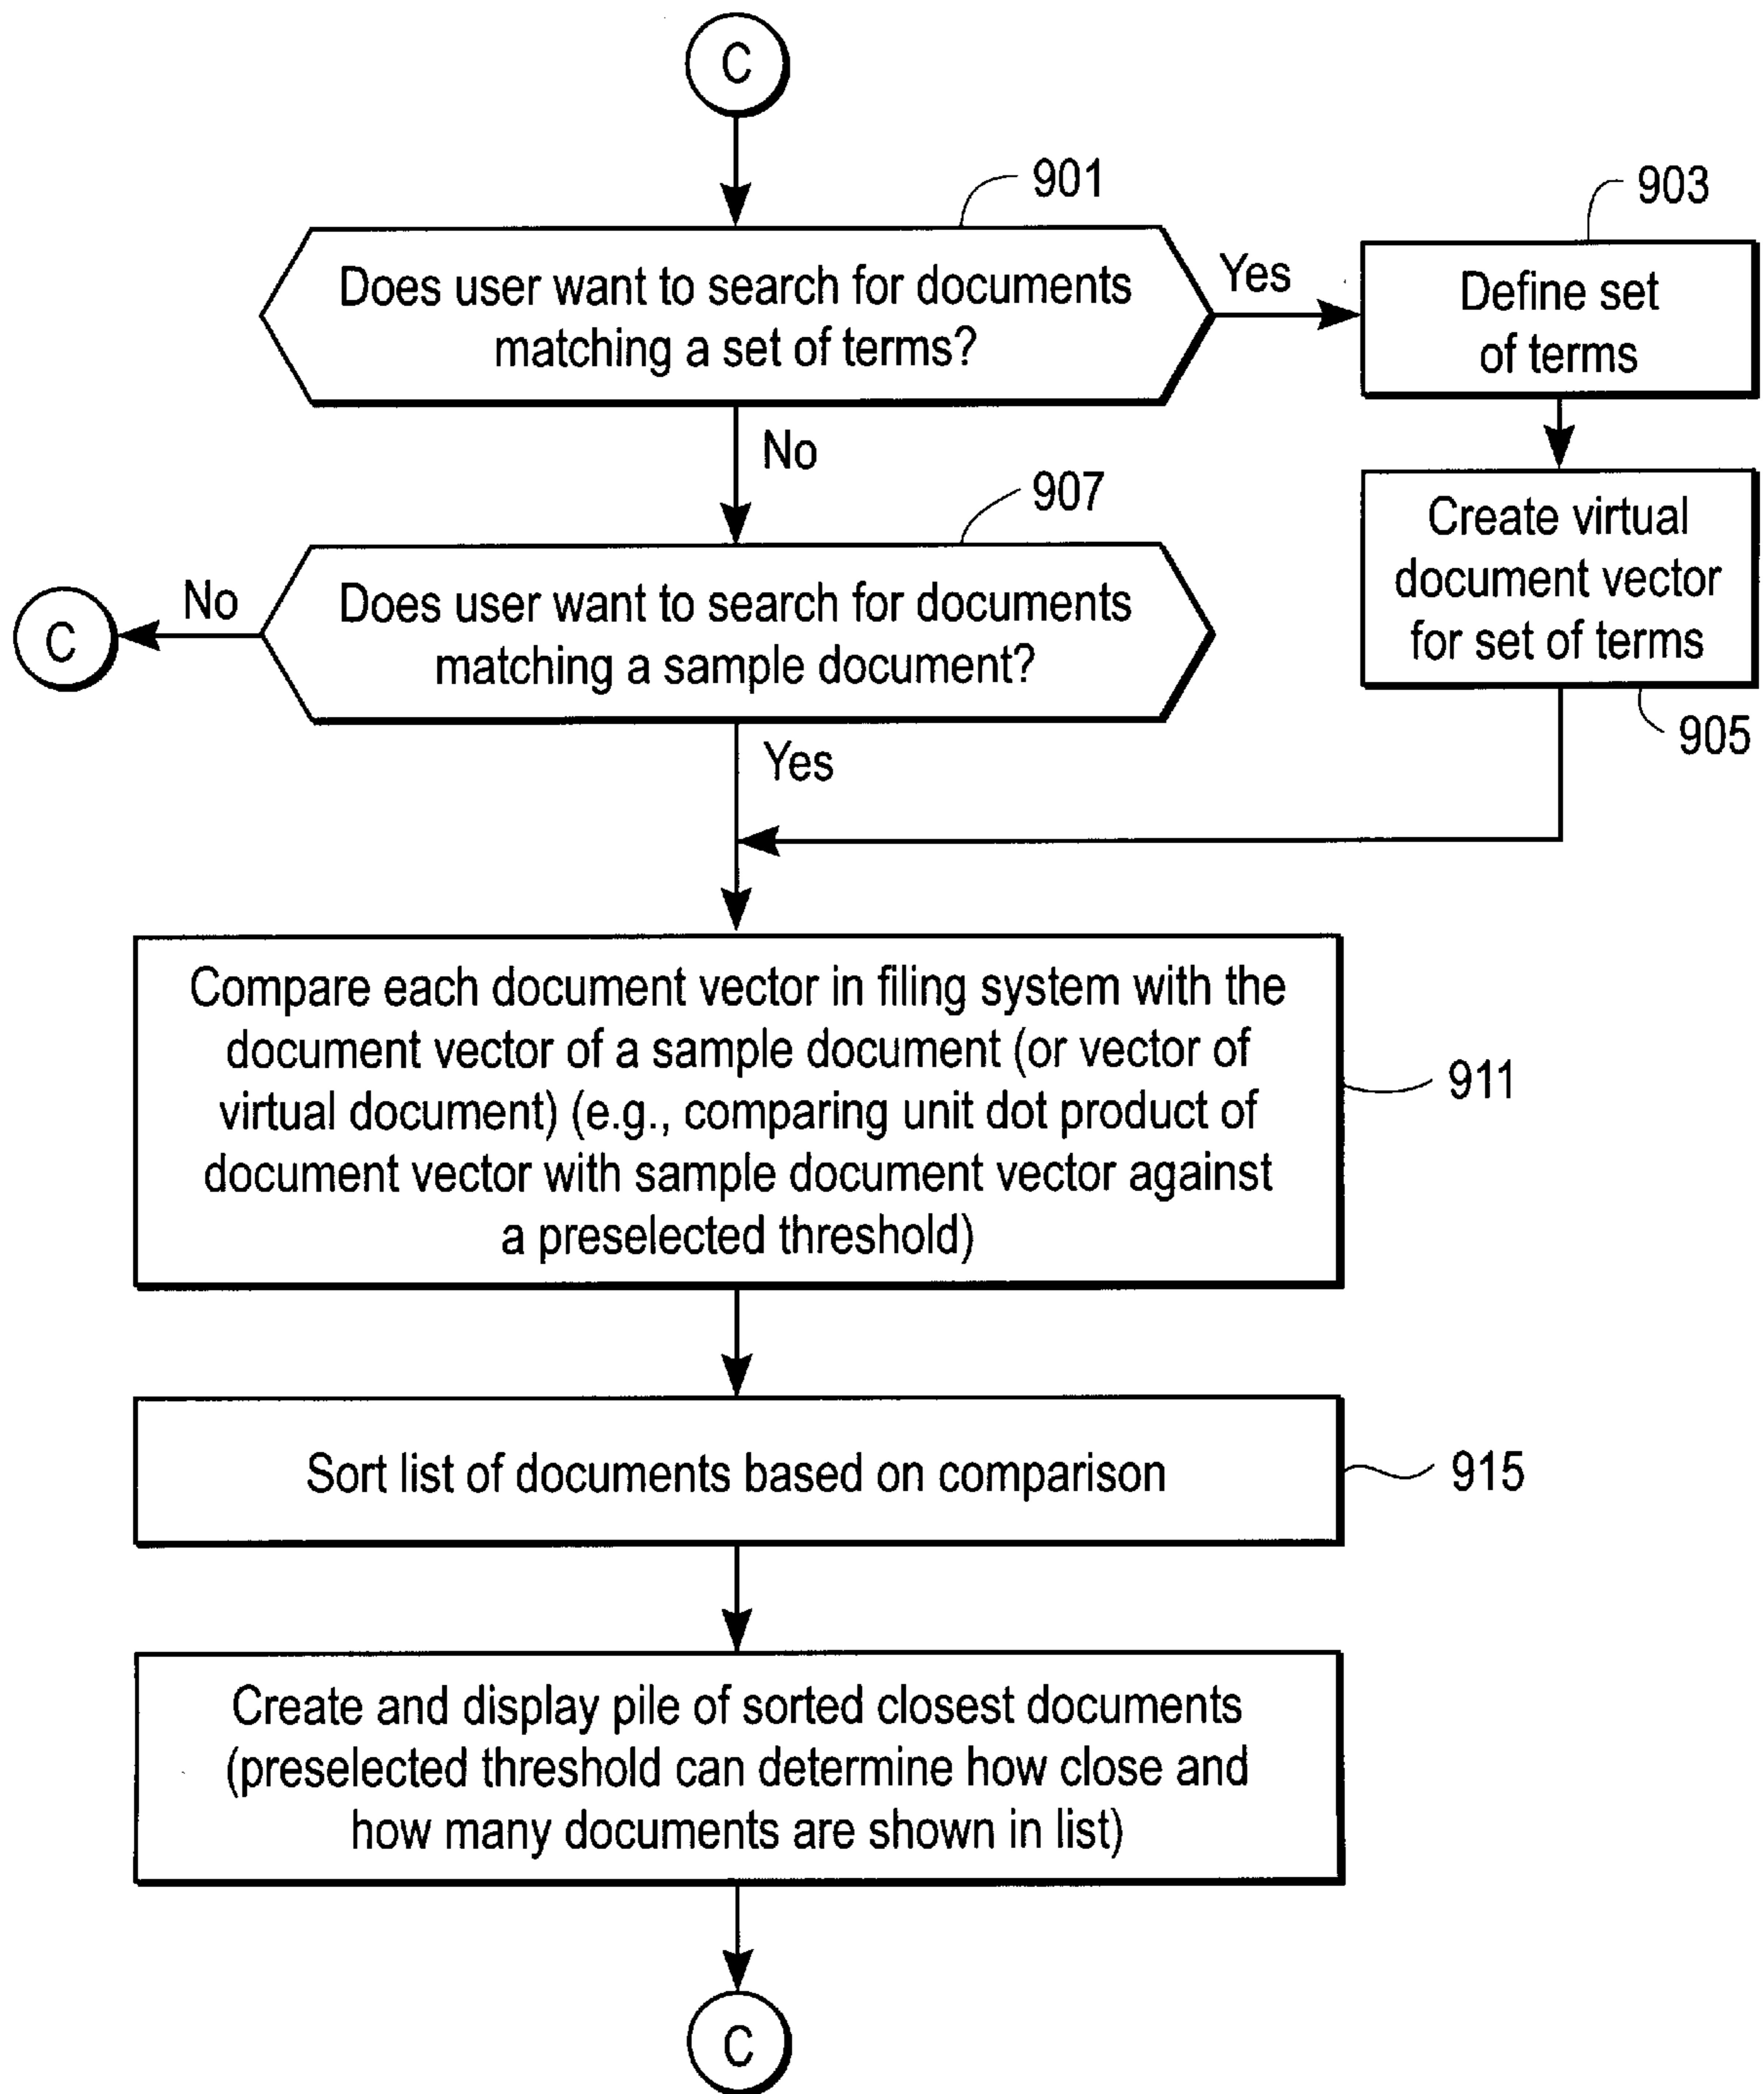 C
901
Does user want to search for documents
matching a set of terms?
Yes
903
Define set
of terms
No
Create virtual
document vector
for set of terms
905
907
Does user want to search for documents
matching a sample document?
No
C
Yes
Compare each document vector in filing system with the
document vector of a sample document (or vector of
virtual document) (e.g., comparing unit dot product of
document vector with sample document vector against
a preselected threshold)
911
Sort list of documents based on comparison
915
Create and display pile of sorted closest documents
(preselected threshold can determine how close and
how many documents are shown in list)
C